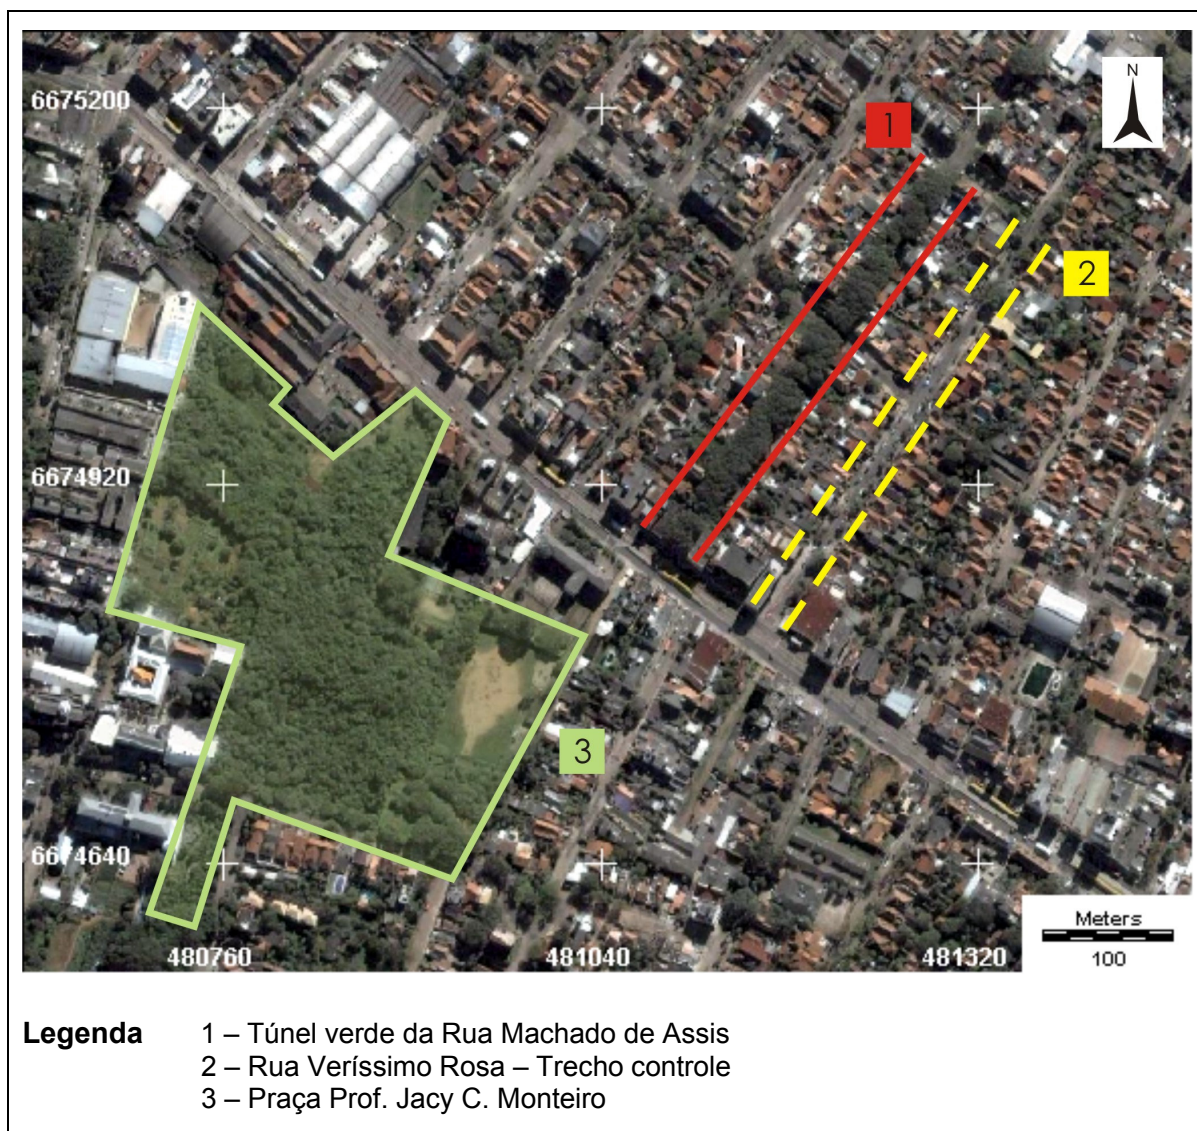 N
6675200
1
2
6674920
3
6674640
Meters
480760
481040
481320
100
Legenda
1 – Túnel verde da Rua Machado de Assis
2 – Rua Veríssimo Rosa – Trecho controle
3 – Praça Prof. Jacy C. Monteiro